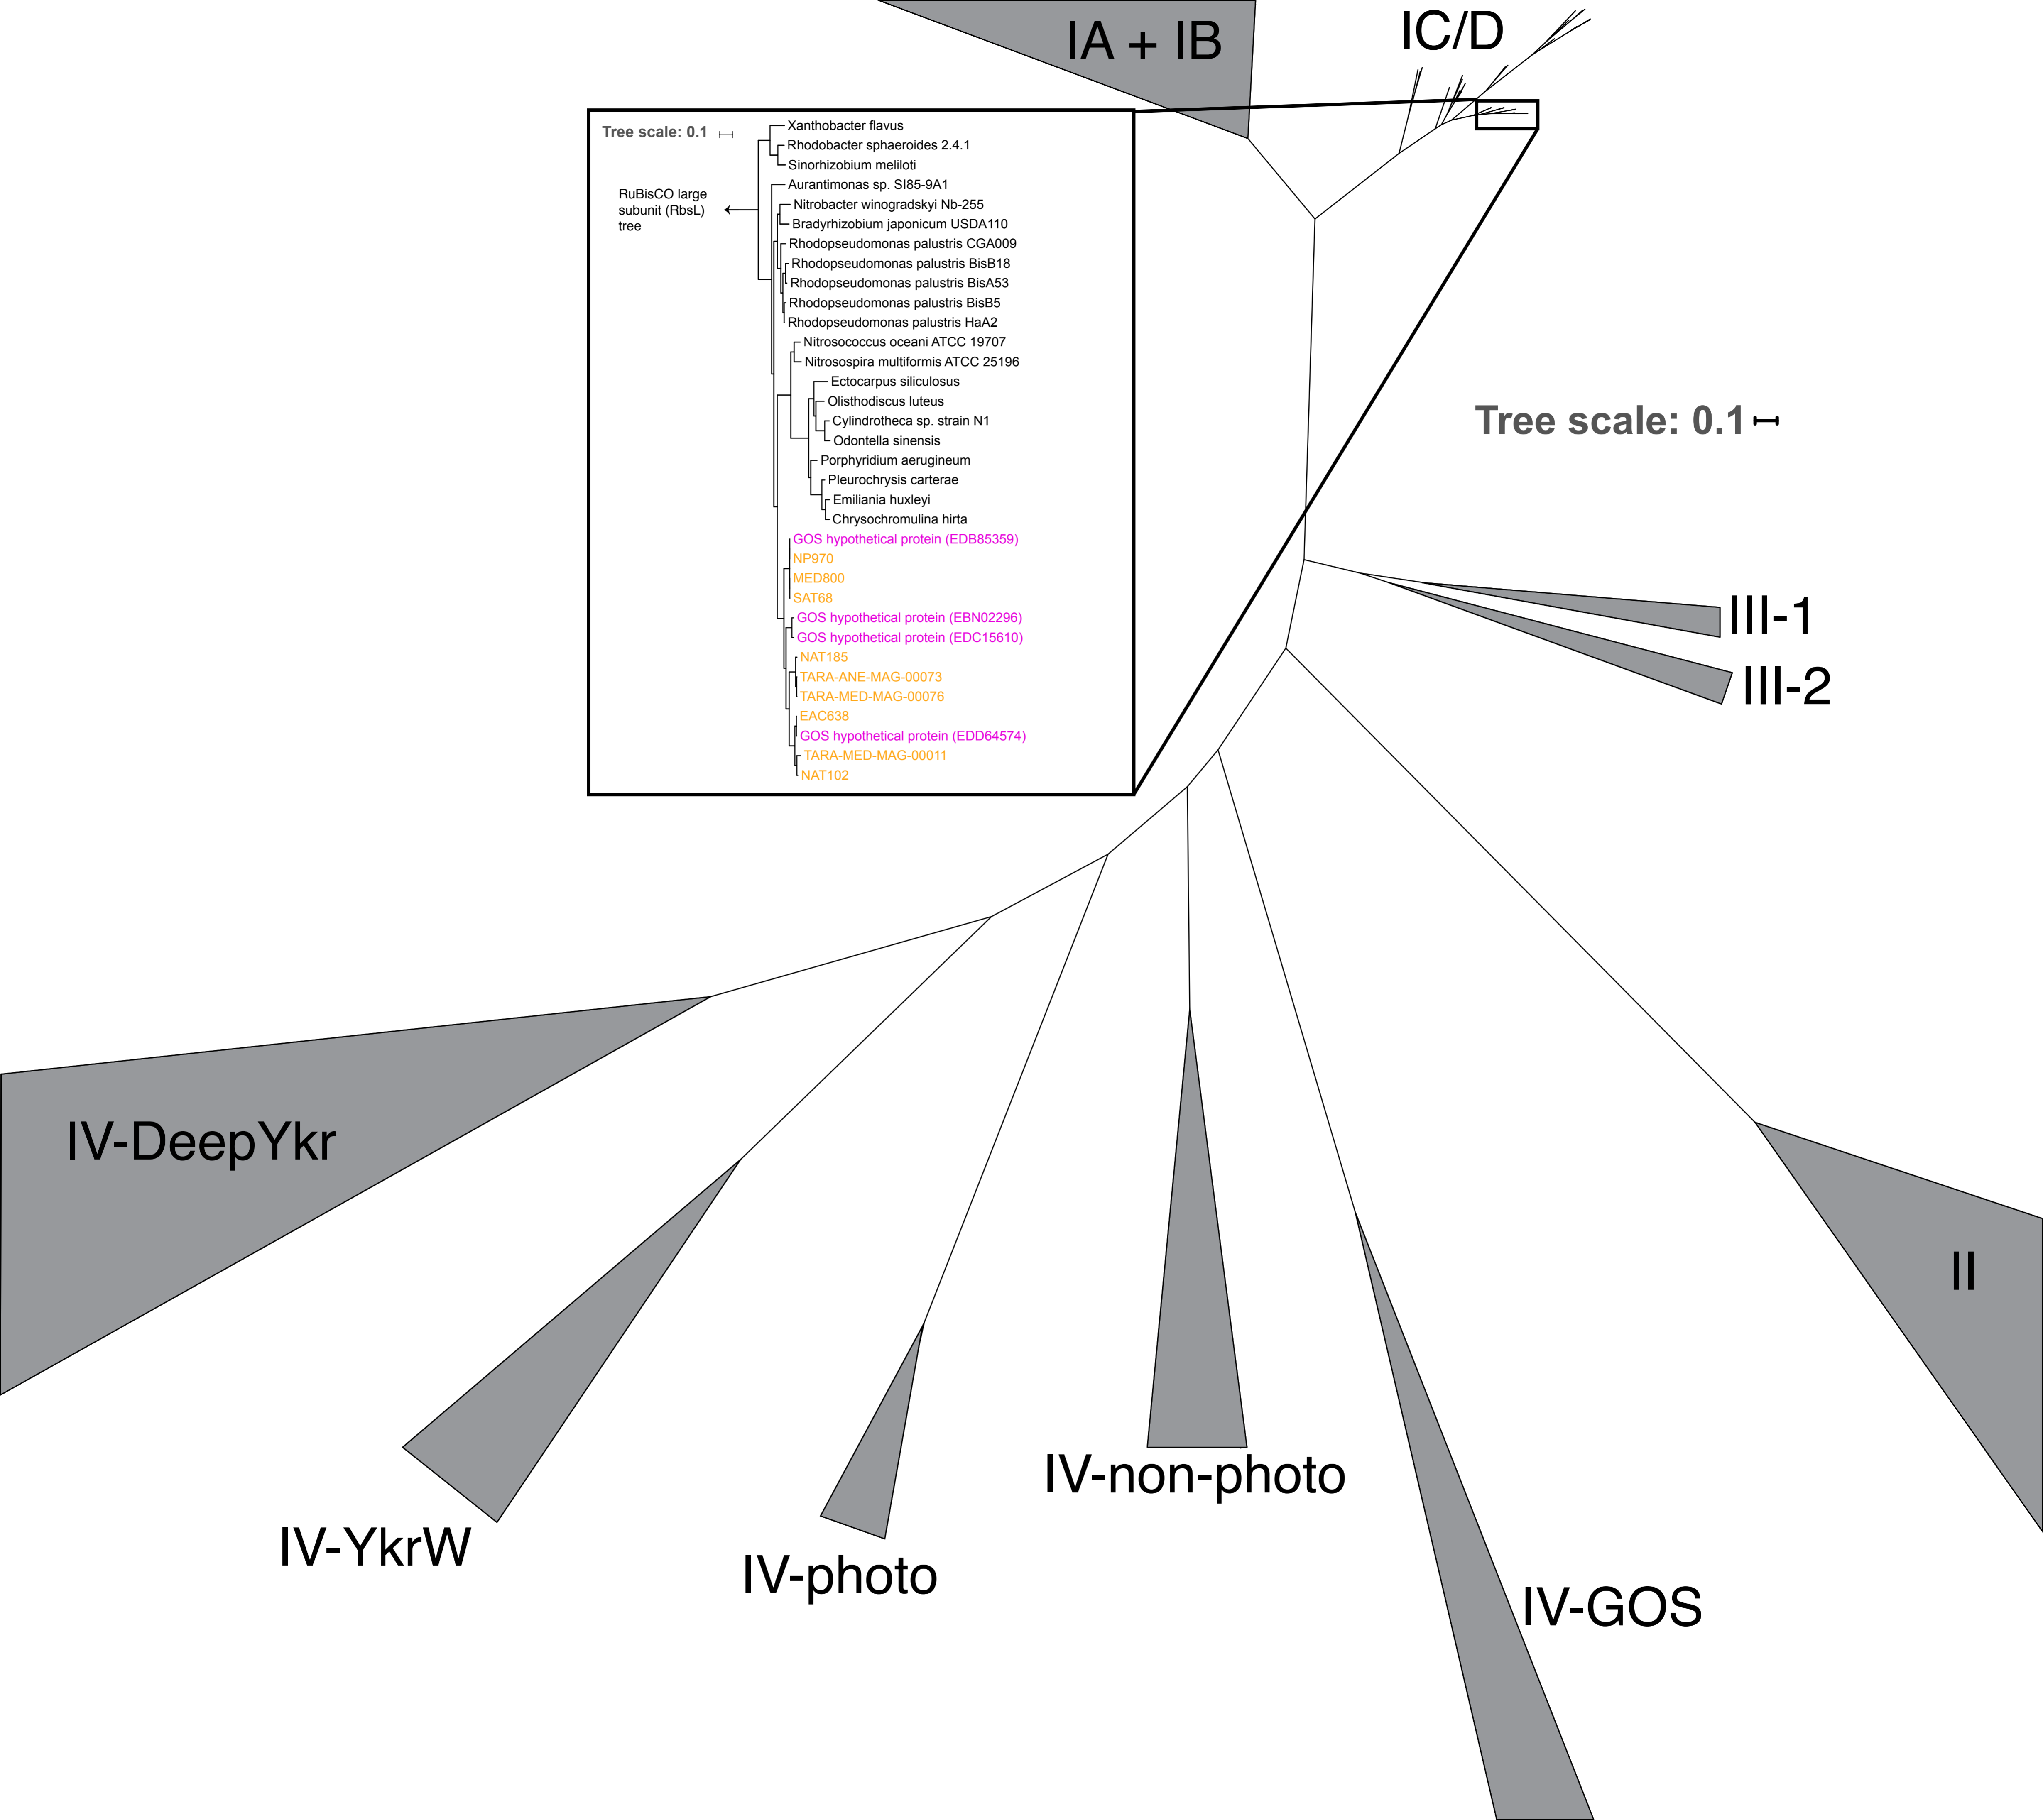 IA + IB
IC/D
Tree scale: 0.1
RuBisCO large
subunit (RbsL)
tree
Xanthobacter flavus
Rhodobacter sphaeroides 2.4.1
Sinorhizobium meliloti
Aurantimonas sp. SI85-9A1
Nitrobacter winogradskyi Nb-255
Bradyrhizobium japonicum USDA110
Rhodopseudomonas palustris CGA009
Rhodopseudomonas palustris BisB18
Rhodopseudomonas palustris BisA53
Rhodopseudomonas palustris BisB5
Rhodopseudomonas palustris HaA2
Nitrosococcus oceani ATCC 19707
Nitrosospira multiformis ATCC 25196
Ectocarpus siliculosus
Olisthodiscus luteus
Cylindrotheca sp. strain N1
Odontella sinensis
Porphyridium aerugineum
Pleurochrysis carterae
Emiliania huxleyi
Chrysochromulina hirta
GOS hypothetical protein (EDB85359)
NP970
MED800
SAT68
GOS hypothetical protein (EBN02296)
GOS hypothetical protein (EDC15610)
NAT185
TARA-ANE-MAG-00073
TARA-MED-MAG-00076
EAC638
GOS hypothetical protein (EDD64574)
TARA-MED-MAG-00011
NAT102
Tree scale: 0.1
III-1
III-2
IV-DeepYkr
II
IV-non-photo
IV-YkrW
IV-photo
IV-GOS